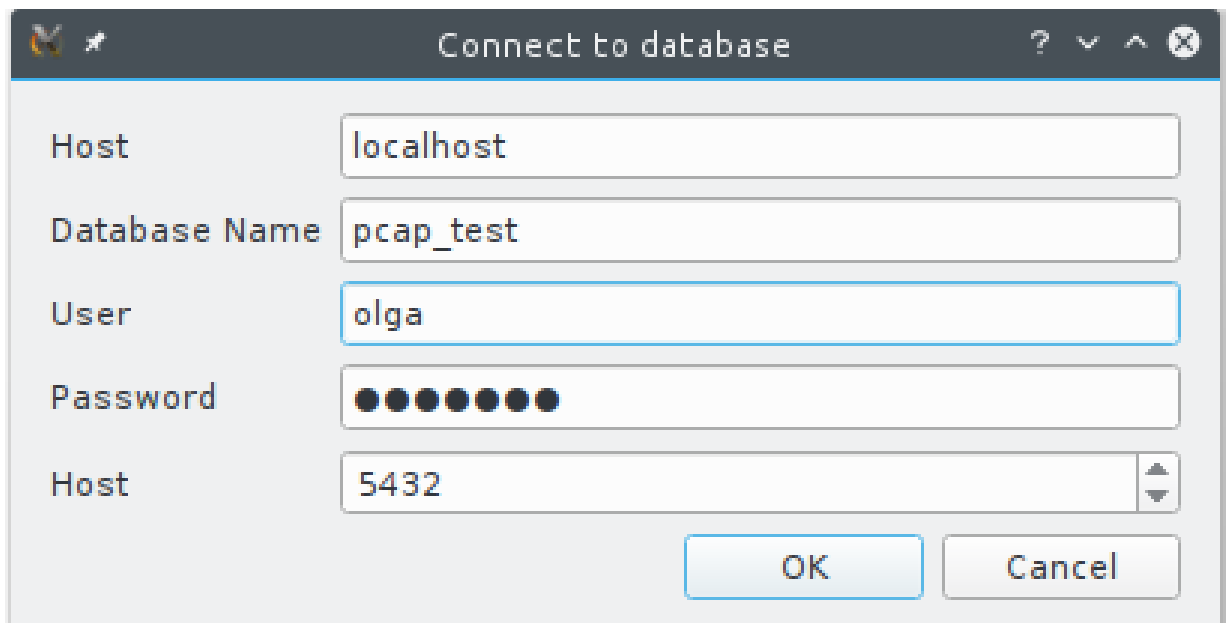 Connect to database ?
Host localhost
Database Name pcap_test
User olga
Password ●●●●●●●
Host 5432
OK Cancel